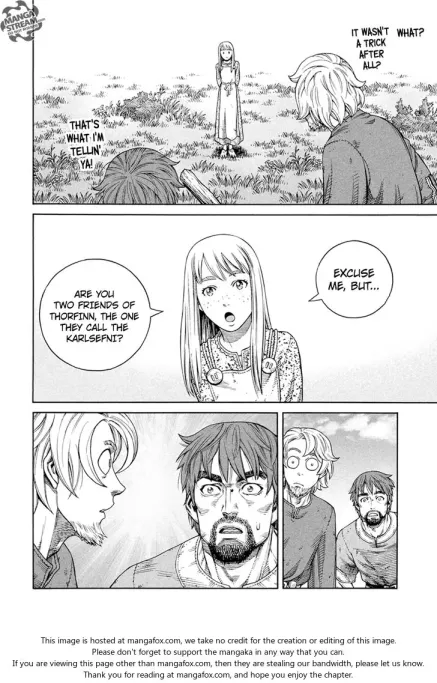 MANGA
STREAM
WHAT?
IT WASN'T
A TRICK
AFTER
ALL?
THAT'S
WHAT I'M
TELLIN'
YA!
EXCUSE
ME, BUT...
ARE YOU
TWO FRIENDS OF
THORFINN, THE ONE
THEY CALL THE
KARLSEFNI?
This image is hosted at mangafox.com, we take no credit for the creation or editing of this image.
Please don't forget to support the mangaka in any way that you can.
If you are viewing this page other than mangafox.com, then they are stealing our bandwidth, please let us know.
Thank you for reading at mangafox.com, and hope you enjoy the chapter.